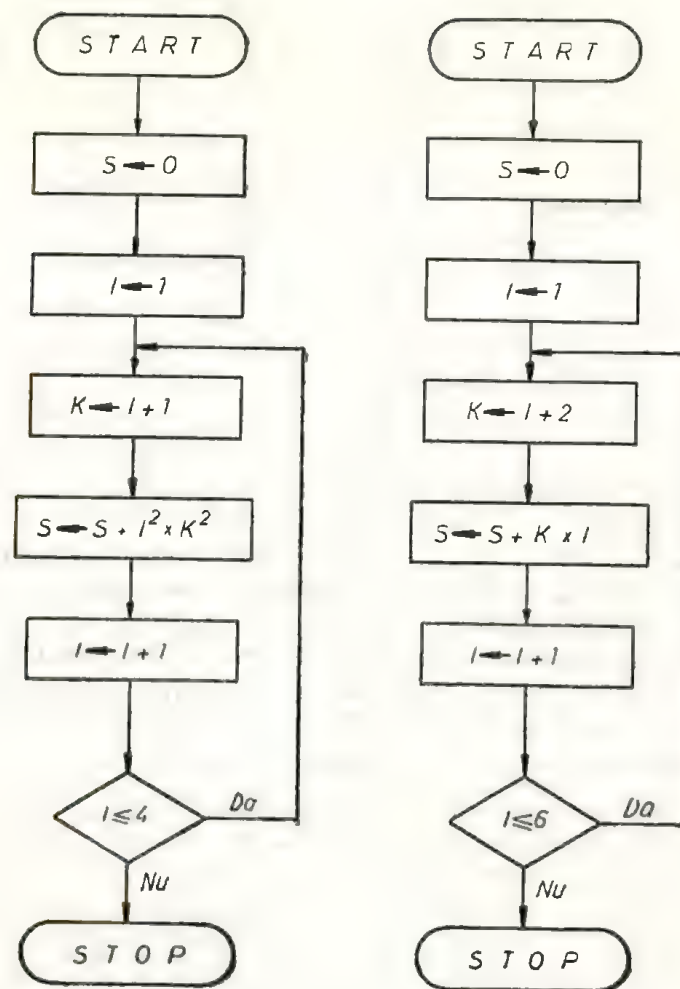 START
S ← 0
I ← 1
K ← I + 1
S ← S + I² × K²
I ← I + 1
I ≤ 4
Da
Nu
STOP
START
S ← 0
I ← 1
K ← I + 2
S ← S + K × I
I ← I + 1
I ≤ 6
Da
Nu
STOP